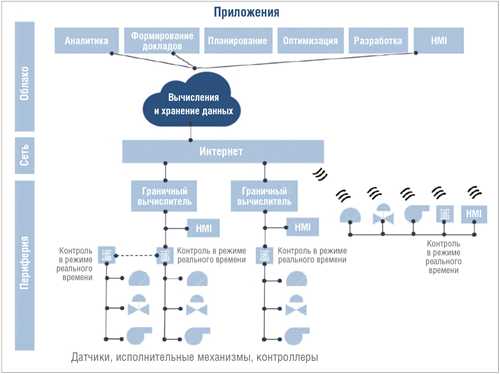 Приложения
Облако
Аналитика
Формирование
докладов
Планирование
Оптимизация
Разработка
HMI
Вычисления
и хранение данных
Сеть
Интернет
Периферия
Граничный
вычислитель
Граничный
вычислитель
HMI
HMI
HMI
Контроль
в режиме
реального
времени
Контроль в режиме
реального времени
Контроль в режиме
реального времени
Контроль
в режиме
реального
времени
Датчики, исполнительные механизмы, контроллеры